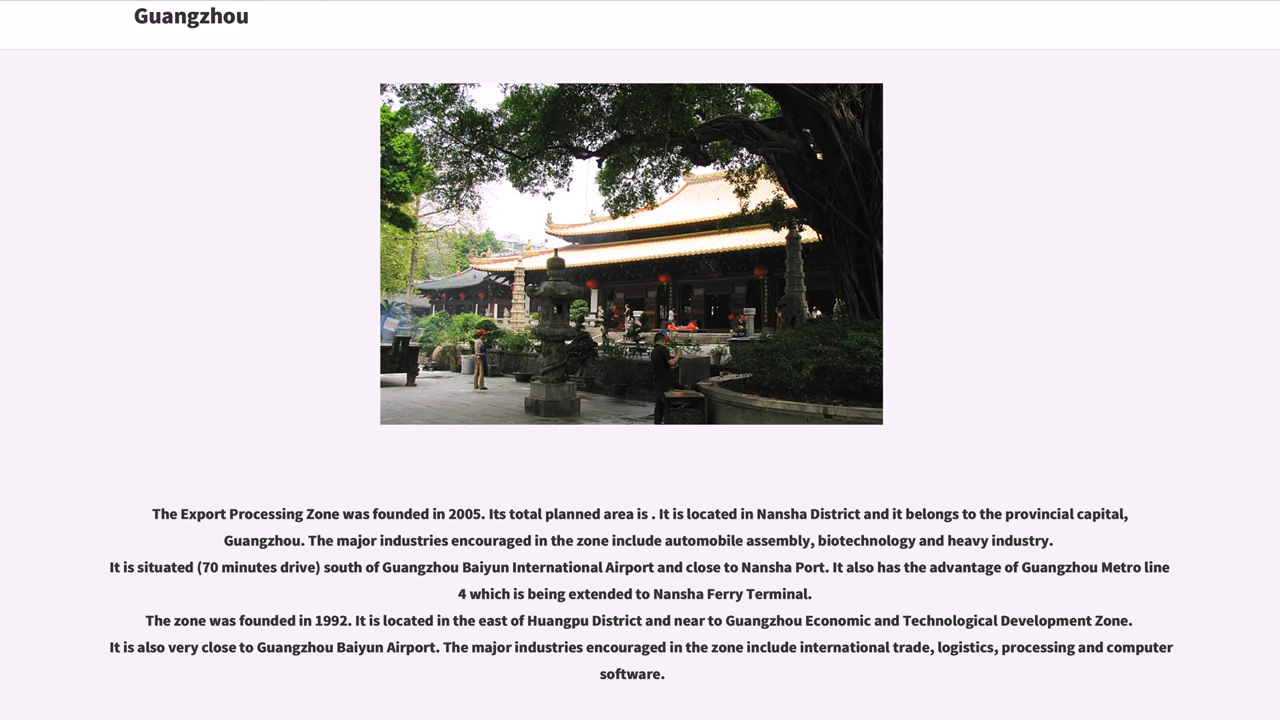 Guangzhou
The Export Processing Zone was founded in 2005. Its total planned area is . It is located in Nansha District and it belongs to the provincial capital,
Guangzhou. The major industries encouraged in the zone include automobile assembly, biotechnology and heavy industry.
It is situated (70 minutes drive) south of Guangzhou Baiyun International Airport and close to Nansha Port. It also has the advantage of Guangzhou Metro line
4 which is being extended to Nansha Ferry Terminal.
The zone was founded in 1992. It is located in the east of Huangpu District and near to Guangzhou Economic and Technological Development Zone.
It is also very close to Guangzhou Baiyun Airport. The major industries encouraged in the zone include international trade, logistics, processing and computer
software.